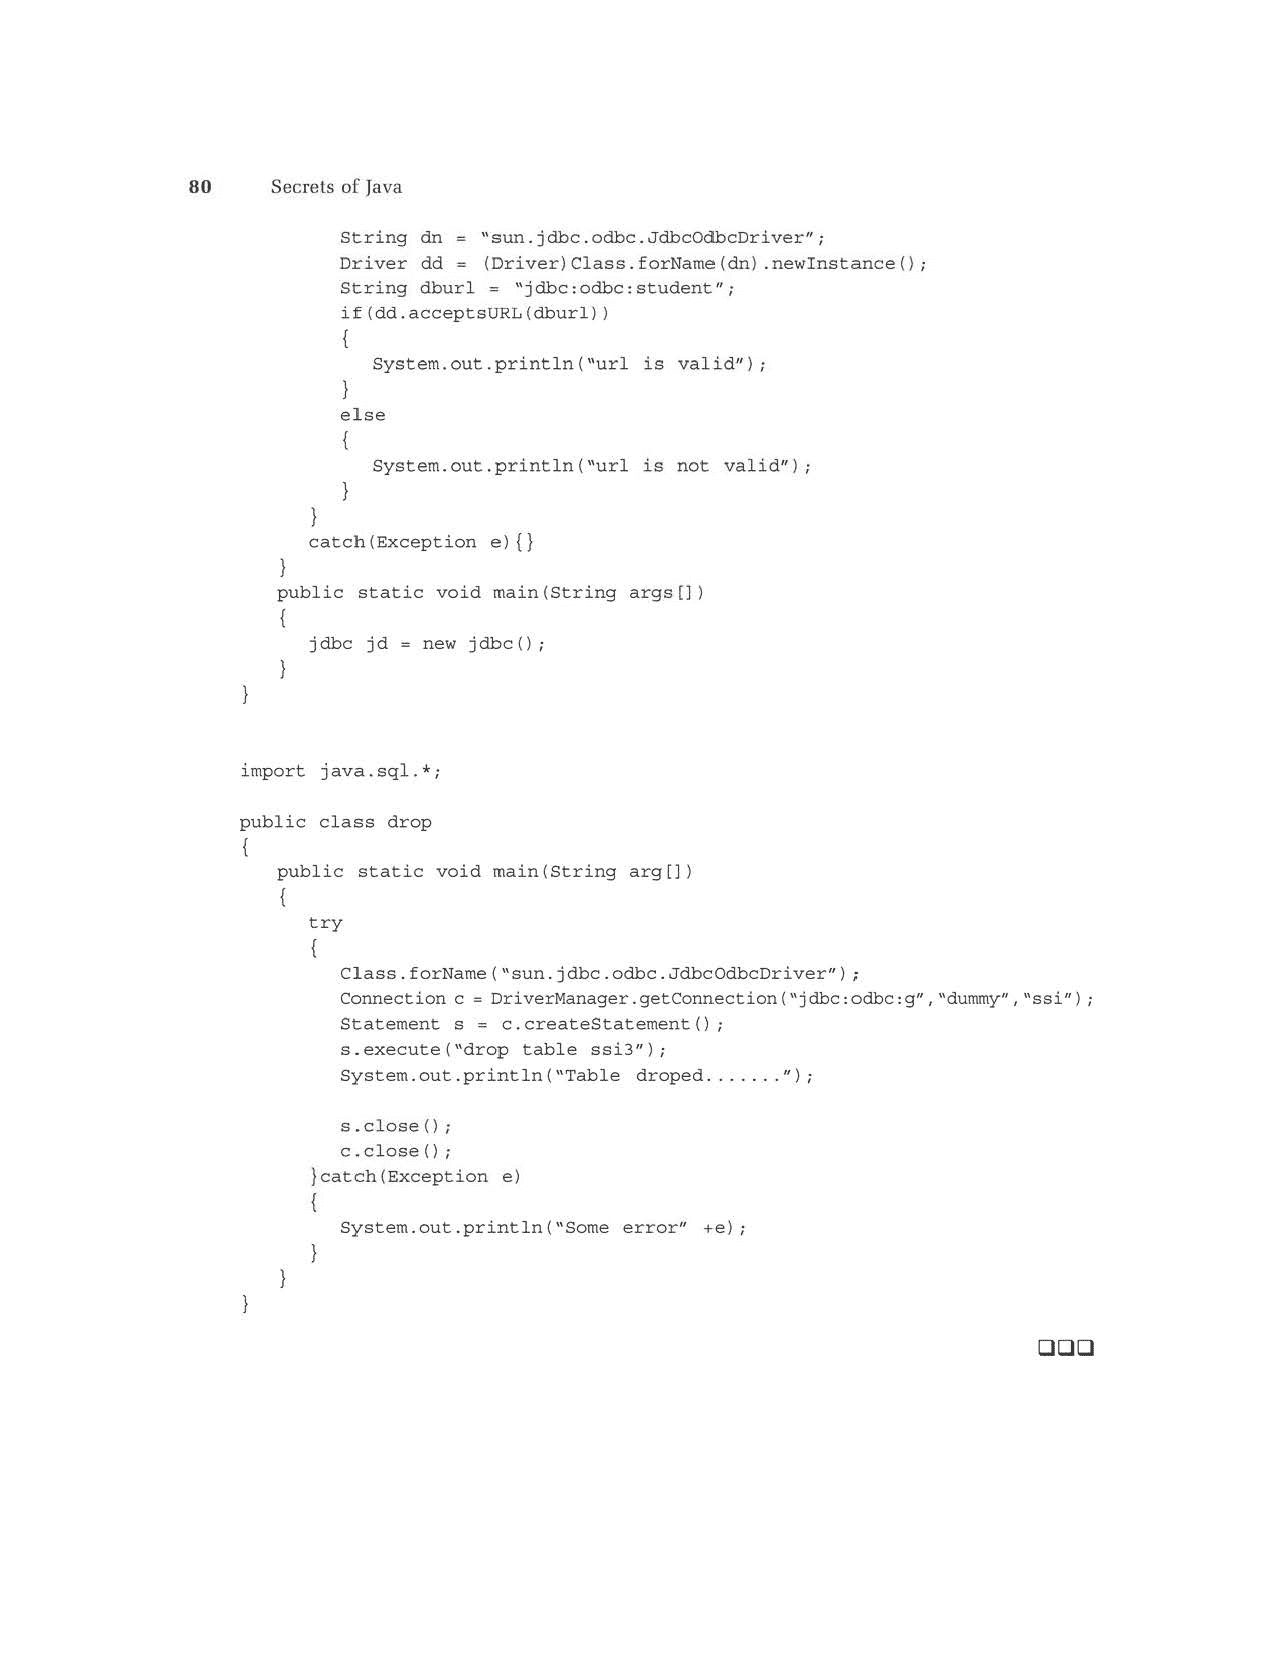 80 Secrets of Java
String dn = “sun.jdbc.odbc.JdbcOdbcDriver”;
Driver dd = (Driver)Class.forName(dn).newInstance();
String dburl = “jdbc:odbc:student”;
if(dd.acceptsURL(dburl))
{
System.out.println(“url is valid”);
}
else
{
System.out.println(“url is not valid”);
}
}
catch(Exception e){}
}
public static void main(String args[])
{
jdbc jd = new jdbc();
}
}
import java.sql.*;
public class drop
{
public static void main(String arg[])
{
try
{
Class.forName(“sun.jdbc.odbc.JdbcOdbcDriver”);
Connection c = DriverManager.getConnection(“jdbc:odbc:g”,“dummy”,“ssi”);
Statement s = c.createStatement();
s.execute(“drop table ssi3”);
System.out.println(“Table droped.......”);
s.close();
c.close();
}catch(Exception e)
{
System.out.println(“Some error” +e);
}
}
}
❑❑❑